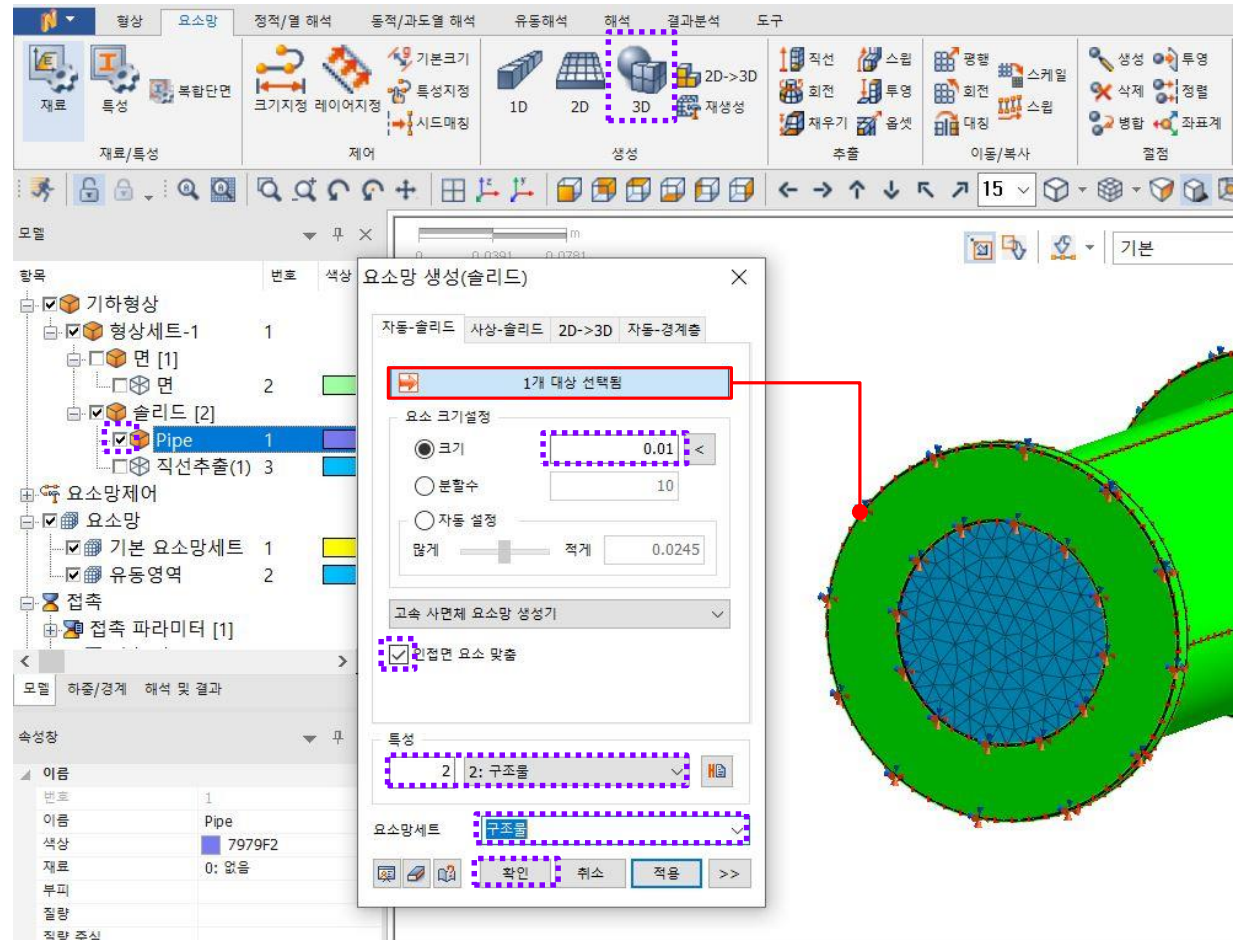 형상 요소망 정적/열 해석 동적/과도열 해석 유동해석 해석 결과분석 도구
재료 특성 복합단면
재료/특성
크기지정 레이어지정 기본크기
특성지정
시드매칭
제어
1D 2D 3D 2D->3D
재생성
생성
직선 스윕
회전 투영
채우기 옵셋
추출
평행 스케일
회전 스윕
대칭
이동/복사
생성 투영
삭제 정렬
병합 좌표계
절점
15
기본
모델
항목 번호 색상
기하형상
형상세트-1 1
면 [1]
면 2
솔리드 [2]
Pipe 1
직선추출(1) 3
요소망제어
요소망
기본 요소망세트 1
유동영역 2
접촉
접촉 파라미터 [1]
모델 하중/경계 해석 및 결과
속성창
이름
번호 1
이름 Pipe
색상 7979F2
재료 0: 없음
부피
질량
질량 중심
m
0 0.0391 0.0781
요소망 생성(솔리드)
자동-솔리드 사상-솔리드 2D->3D 자동-경계층
1개 대상 선택됨
요소 크기설정
크기 0.01 <
분할수 10
자동 설정
많게 적게 0.0245
고속 사면체 요소망 생성기
인접면 요소 맞춤
특성
2 2: 구조물
요소망세트 구조물
확인 취소 적용 >>